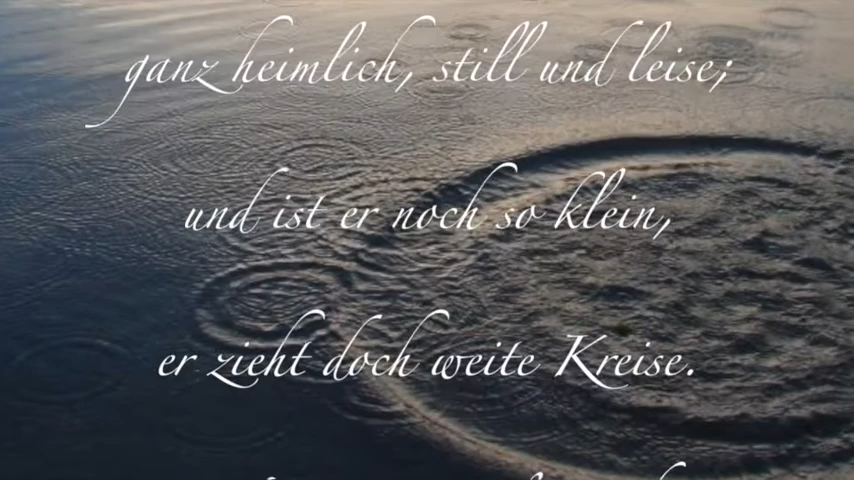 ganz heimlich, still und leise;
und ist er noch so klein,
er zieht doch weite Kreise.